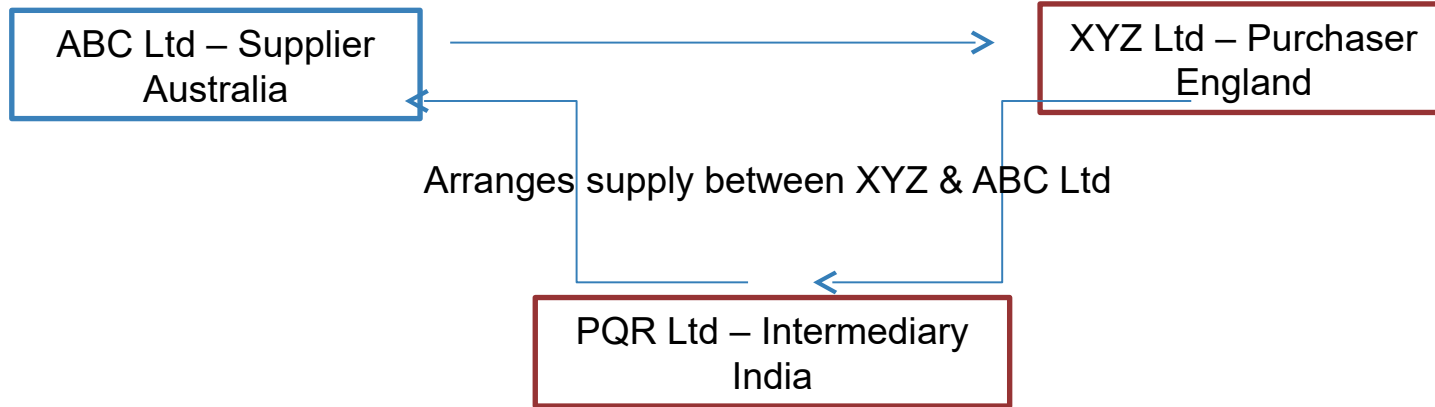 ABC Ltd – Supplier
Australia
XYZ Ltd – Purchaser
England
Arranges supply between XYZ & ABC Ltd
PQR Ltd – Intermediary
India